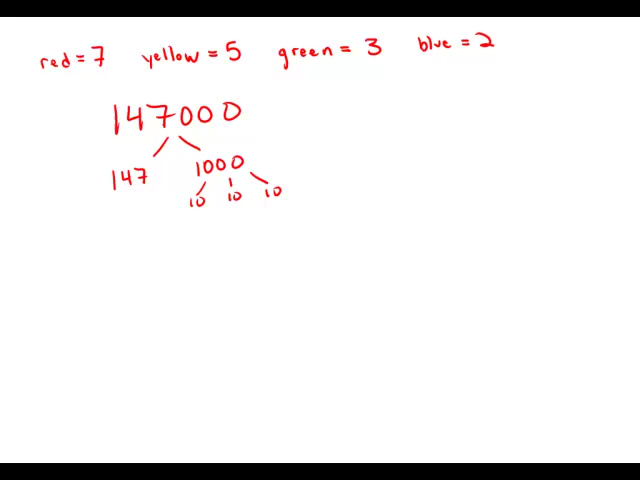 red = 7 yellow = 5 green = 3 blue = 2
147000
147 1000
10 10 10